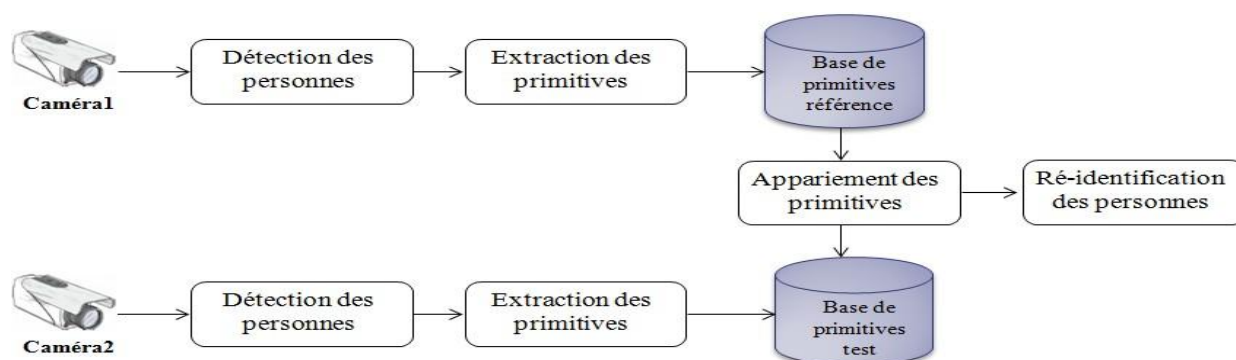 Détection des
personnes
Extraction des
primitives
Base de
primitives
référence
Caméra1
Appariement des
primitives
Ré-identification
des personnes
Détection des
personnes
Extraction des
primitives
Base de
primitives
test
Caméra2